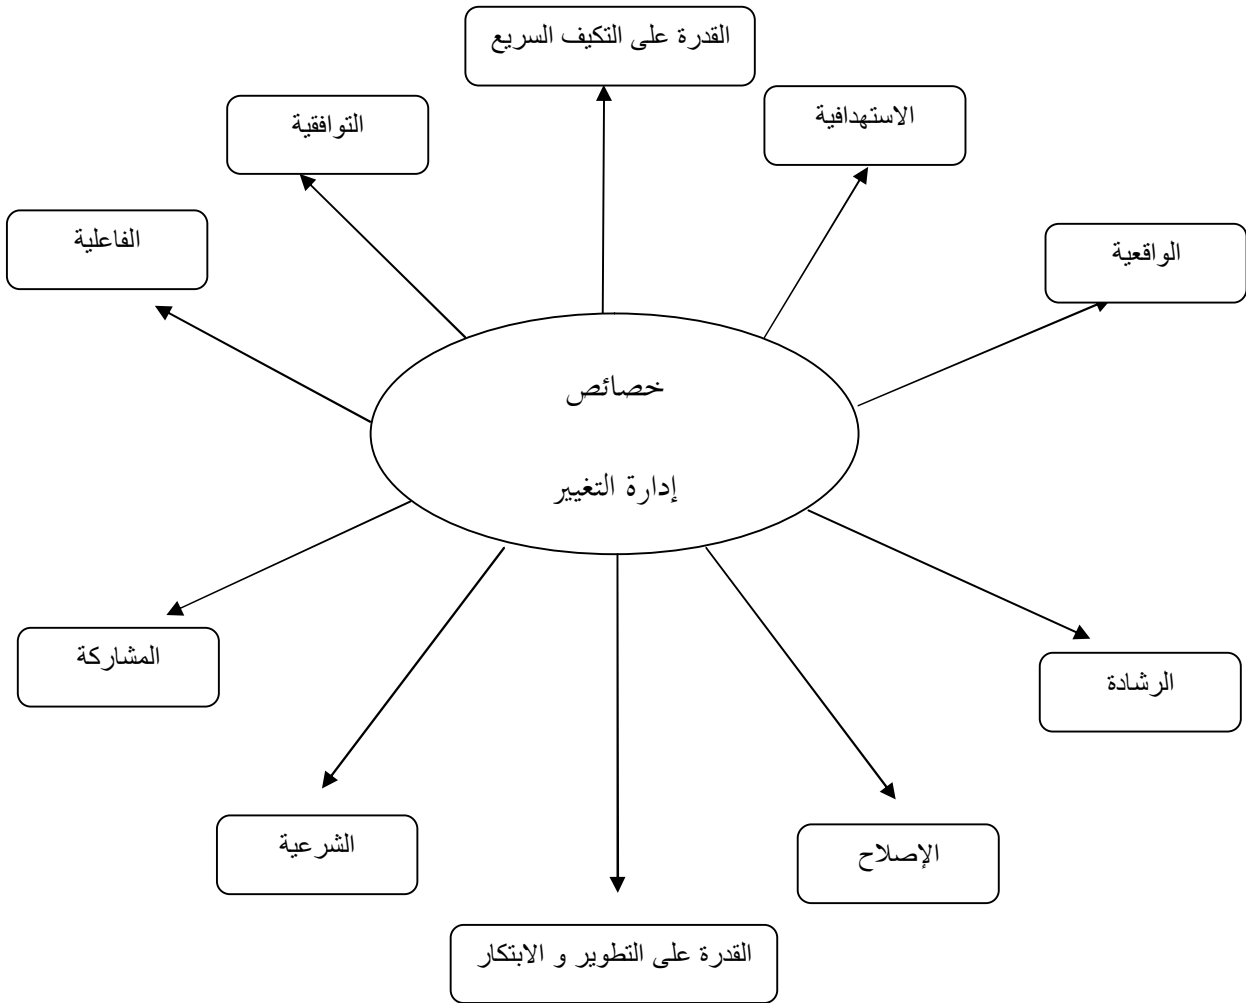 القدرة على التكيف السريع
الاستهدافية
التوافقية
الواقعية
الفاعلية
خصائص
إدارة التغيير
المشاركة
الرشادة
الشرعية
الإصلاح
القدرة على التطوير و الابتكار